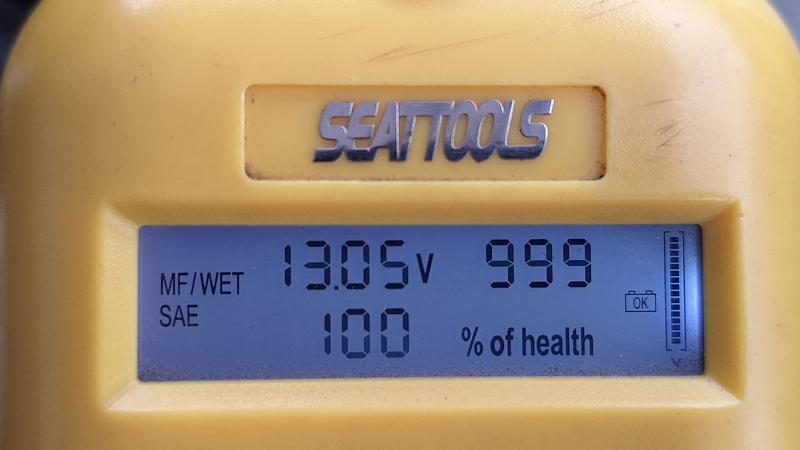 SEATTOOLS
MF/WET 13.05V 999
SAE 100 % of health
OK
V